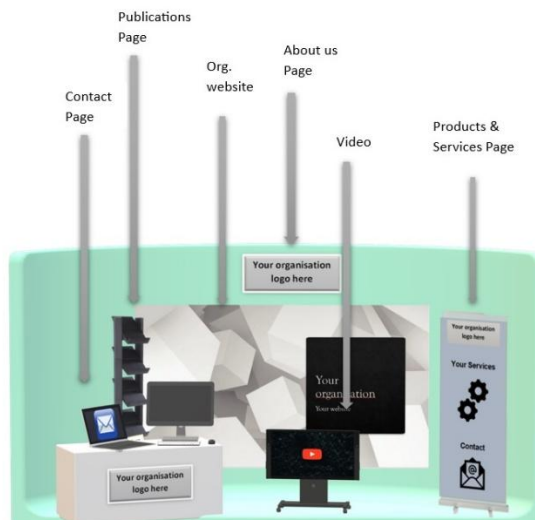 Publications
Page
About us
Page
Org.
website
Contact
Page
Video
Products &
Services Page
Your organisation
logo here
Your organisation
logo here
Your Services
Your
organisation
Your website
Contact
Your organisation
logo here